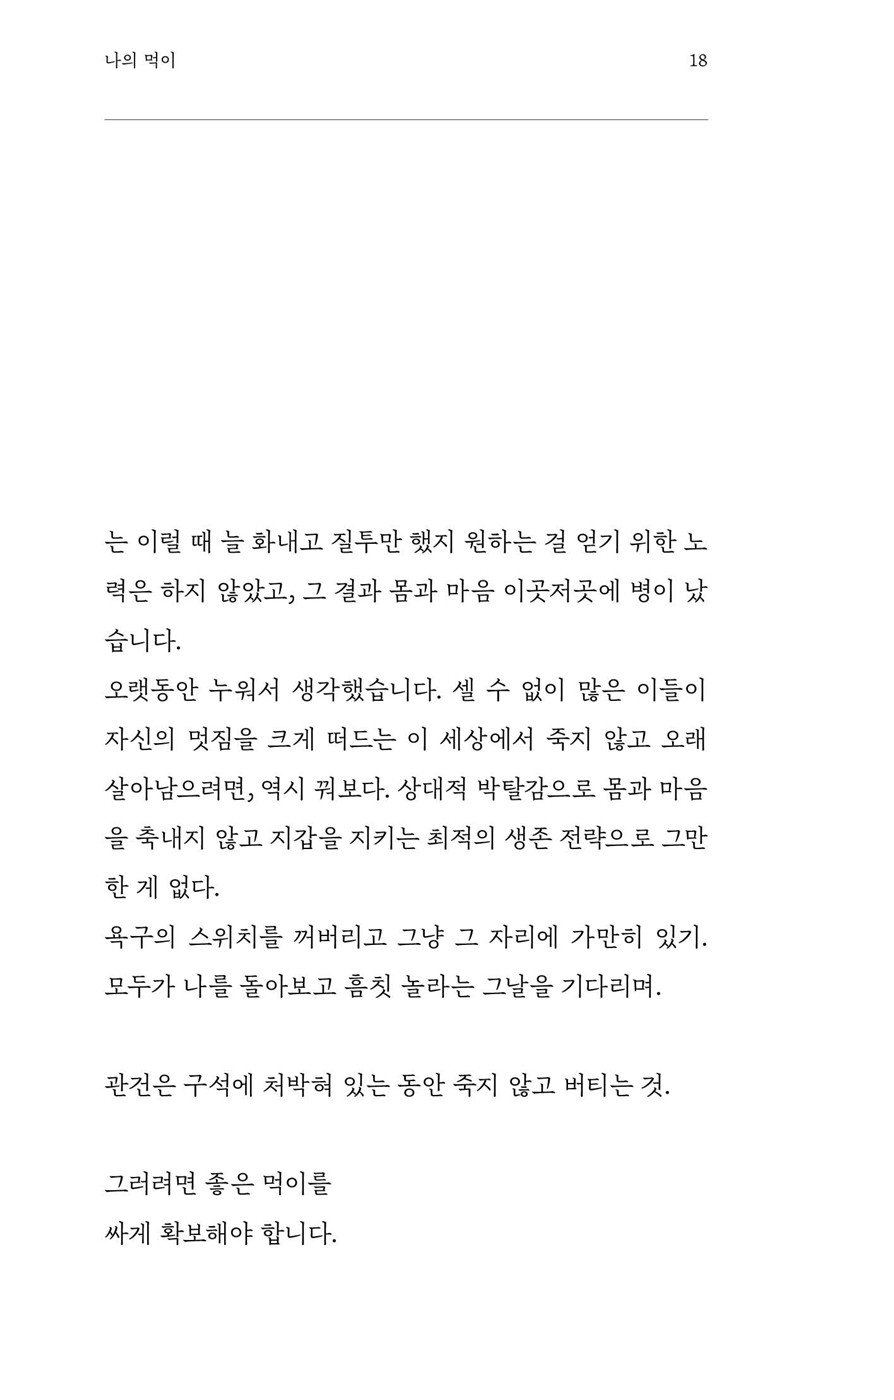 나의 먹이 18
는 이럴 때 늘 화내고 질투만 했지 원하는 걸 얻기 위한 노
력은 하지 않았고, 그 결과 몸과 마음 이곳저곳에 병이 났
습니다.
오랫동안 누워서 생각했습니다. 셀 수 없이 많은 이들이
자신의 멋짐을 크게 떠드는 이 세상에서 죽지 않고 오래
살아남으려면, 역시 꿔보다. 상대적 박탈감으로 몸과 마음
을 축내지 않고 지갑을 지키는 최적의 생존 전략으로 그만
한 게 없다.
욕구의 스위치를 꺼버리고 그냥 그 자리에 가만히 있기.
모두가 나를 돌아보고 흠칫 놀라는 그날을 기다리며.
관건은 구석에 처박혀 있는 동안 죽지 않고 버티는 것.
그러려면 좋은 먹이를
싸게 확보해야 합니다.